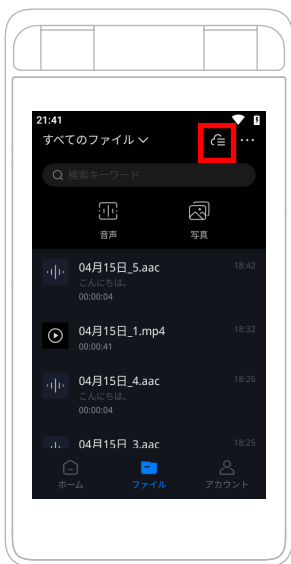 21:41
すべてのファイル
検索キーワード
音声 写真
04月15日_5.aac 18:42
こんにちは。
00:00:04
04月15日_1.mp4 18:32
00:00:41
04月15日_4.aac 18:26
こんにちは。
00:00:04
04月15日_3.aac 18:25
ホーム ファイル アカウント